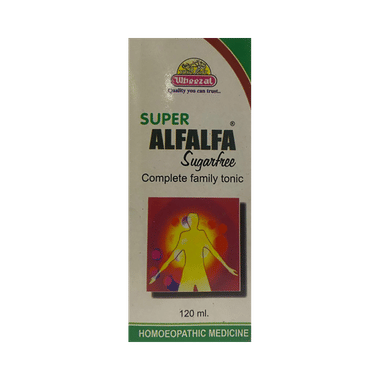 Wheezal
Quality you can trust..
SUPER
ALFALFA®
Sugarfree
Complete family tonic
120 ml.
HOMOEOPATHIC MEDICINE